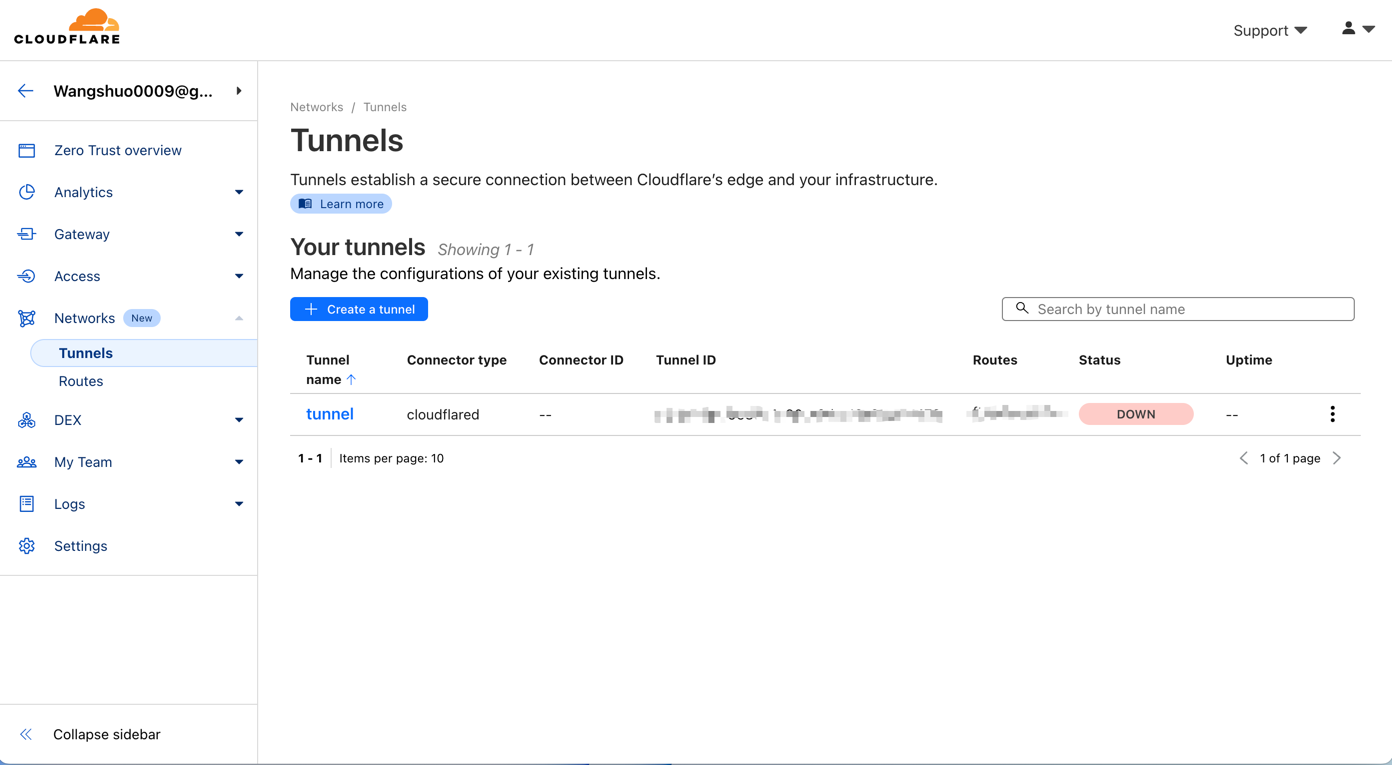 CLOUDFLARE
Support
Wangshuo0009@g...
Zero Trust overview
Analytics
Gateway
Access
Networks New
Tunnels
Routes
DEX
My Team
Logs
Settings
Collapse sidebar
Networks / Tunnels
Tunnels
Tunnels establish a secure connection between Cloudflare’s edge and your infrastructure.
Learn more
Your tunnels Showing 1 - 1
Manage the configurations of your existing tunnels.
+ Create a tunnel
Search by tunnel name
Tunnel name ↑ Connector type Connector ID Tunnel ID Routes Status Uptime
tunnel cloudflared -- DOWN --
1 - 1 Items per page: 10 1 of 1 page